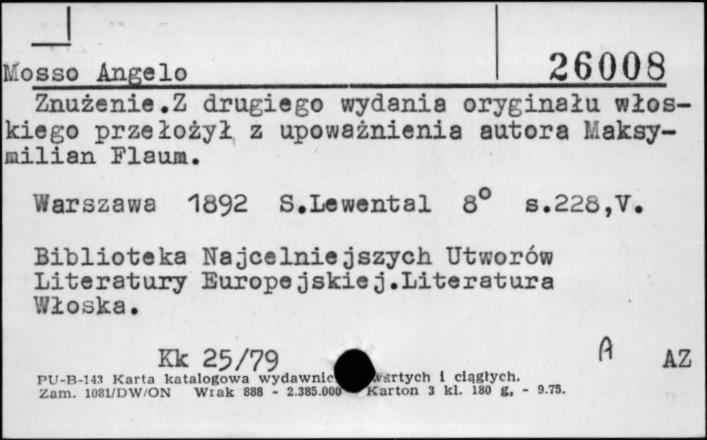 Mosso Angelo 26008
Znużenie.Z drugiego wydania oryginału włos-
kiego przełożył z upoważnienia autora Maksy-
milian Flaum.
Warszawa 1892 S.Lewental 8° s.228,V.
Biblioteka Najcelniejszych Utworów
Literatury Europejskiej.Literatura
Włoska.
Kk 25/79 A AZ
PU-B-143 Karta katalogowa wydawnic wartych i ciągłych.
Zam. 1081/DW/ON Wrak 888 - 2.385.000 Karton 3 kl. 180 g, - 9.75.